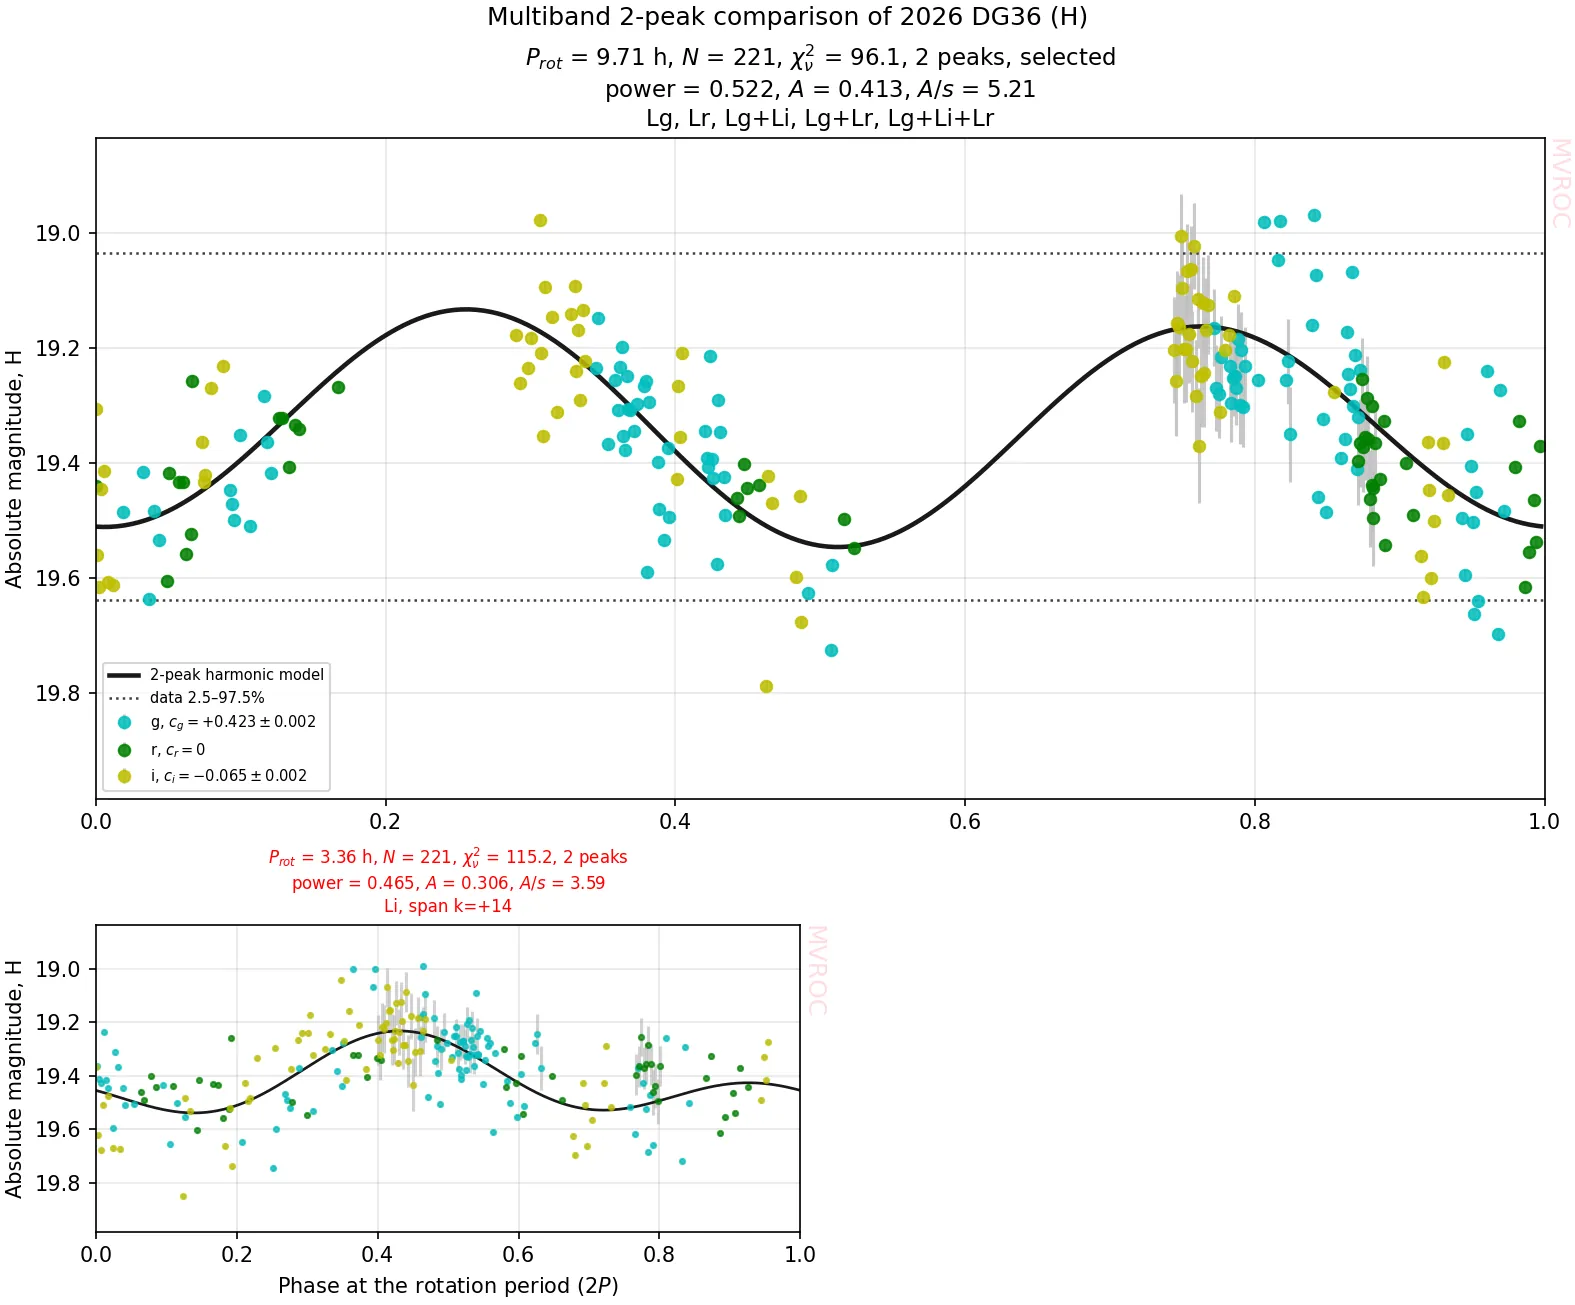 Multiband 2-peak comparison of 2026 DG36 (H)
P_rot = 9.71 h, N = 221, χ²_ν = 96.1, 2 peaks, selected
power = 0.522, A = 0.413, A/s = 5.21
Lg, Lr, Lg+Li, Lg+Lr, Lg+Li+Lr
MVROC
Absolute magnitude, H
19.0
19.2
19.4
19.6
19.8
2-peak harmonic model
data 2.5–97.5%
g, c_g = +0.423 ± 0.002
r, c_r = 0
i, c_i = −0.065 ± 0.002
0.0 0.2 0.4 0.6 0.8 1.0
P_rot = 3.36 h, N = 221, χ²_ν = 115.2, 2 peaks
power = 0.465, A = 0.306, A/s = 3.59
Li, span k=+14
MVROC
Absolute magnitude, H
19.0
19.2
19.4
19.6
19.8
0.0 0.2 0.4 0.6 0.8 1.0
Phase at the rotation period (2P)